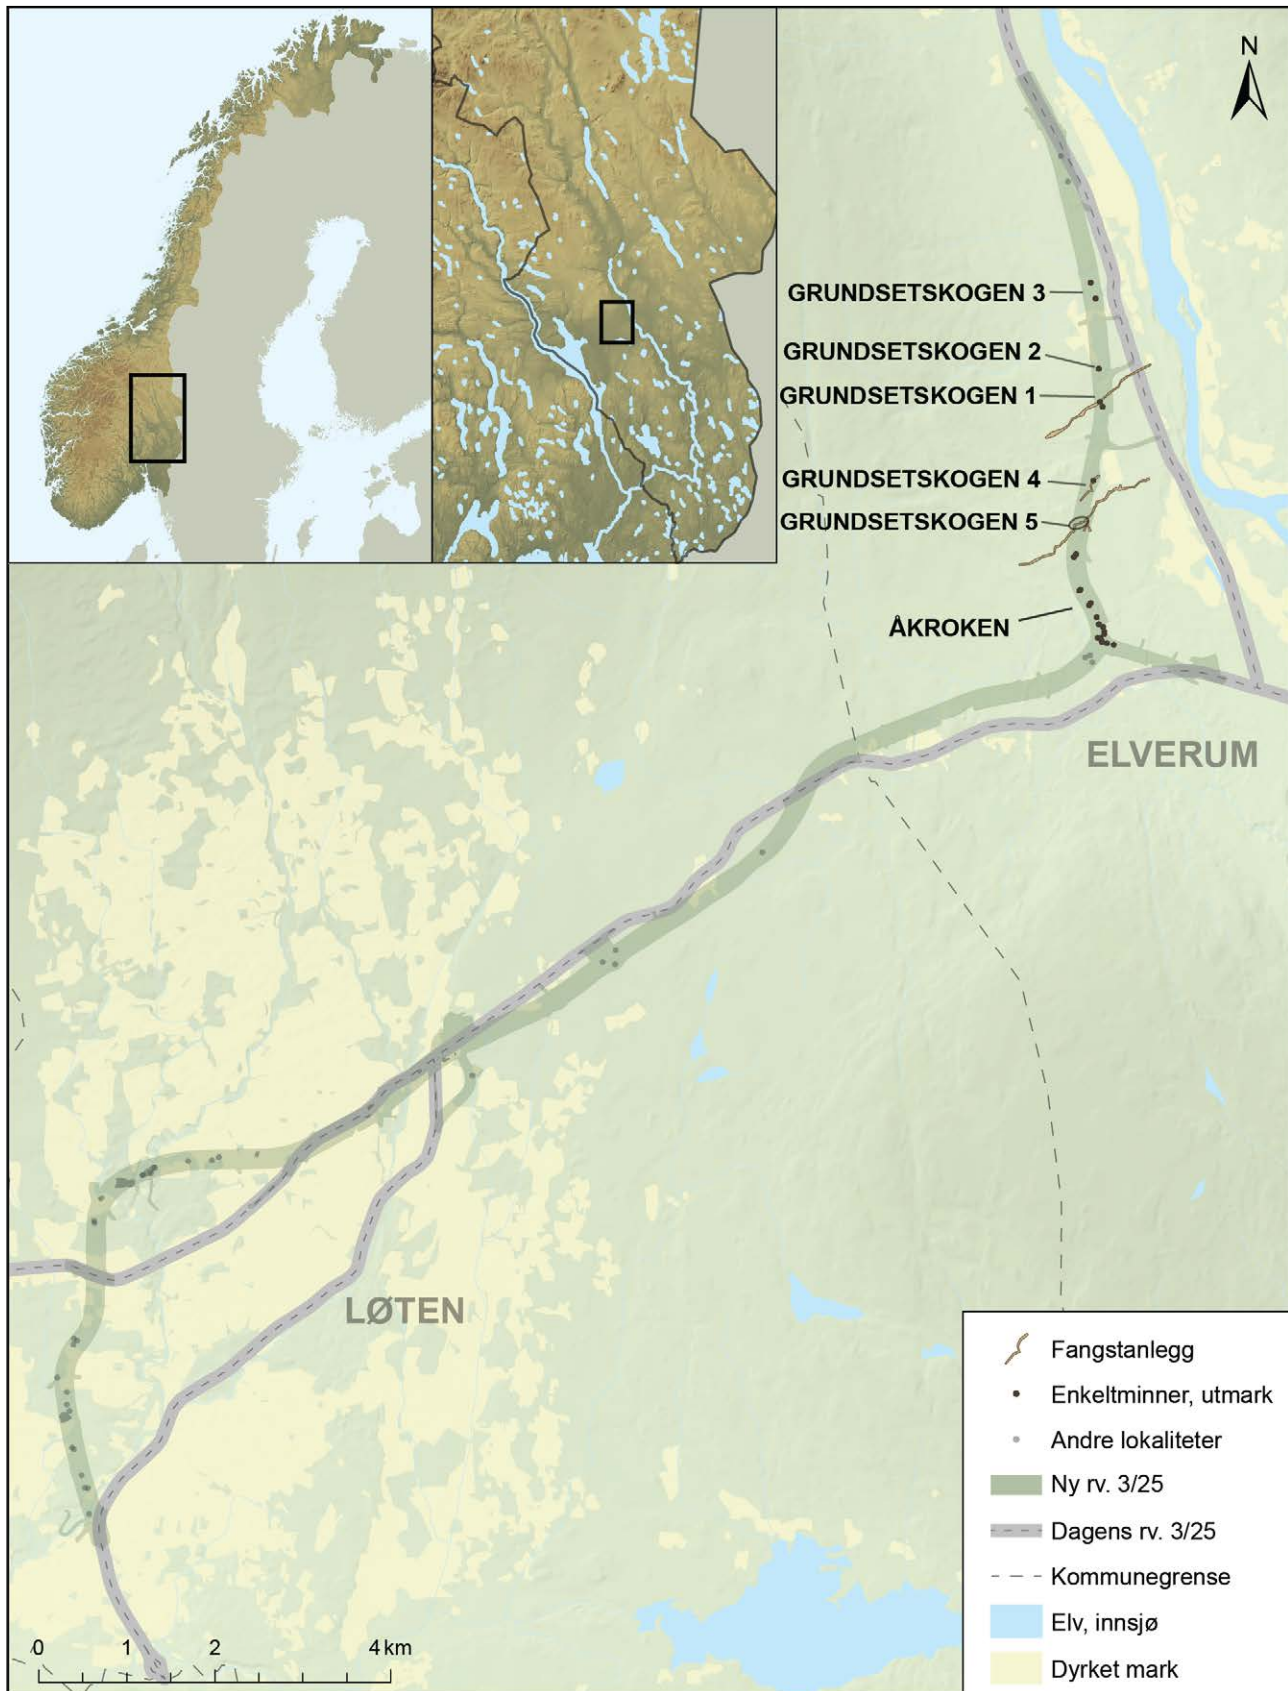 N
GRUNDSETSKOGEN 3
GRUNDSETSKOGEN 2
GRUNDSETSKOGEN 1
GRUNDSETSKOGEN 4
GRUNDSETSKOGEN 5
ÅKROKEN
ELVERUM
LØTEN
Fangstanlegg
Enkeltminner, utmark
Andre lokaliteter
Ny rv. 3/25
Dagens rv. 3/25
Kommunegrense
Elv, innsjø
Dyrket mark
0 1 2 4 km